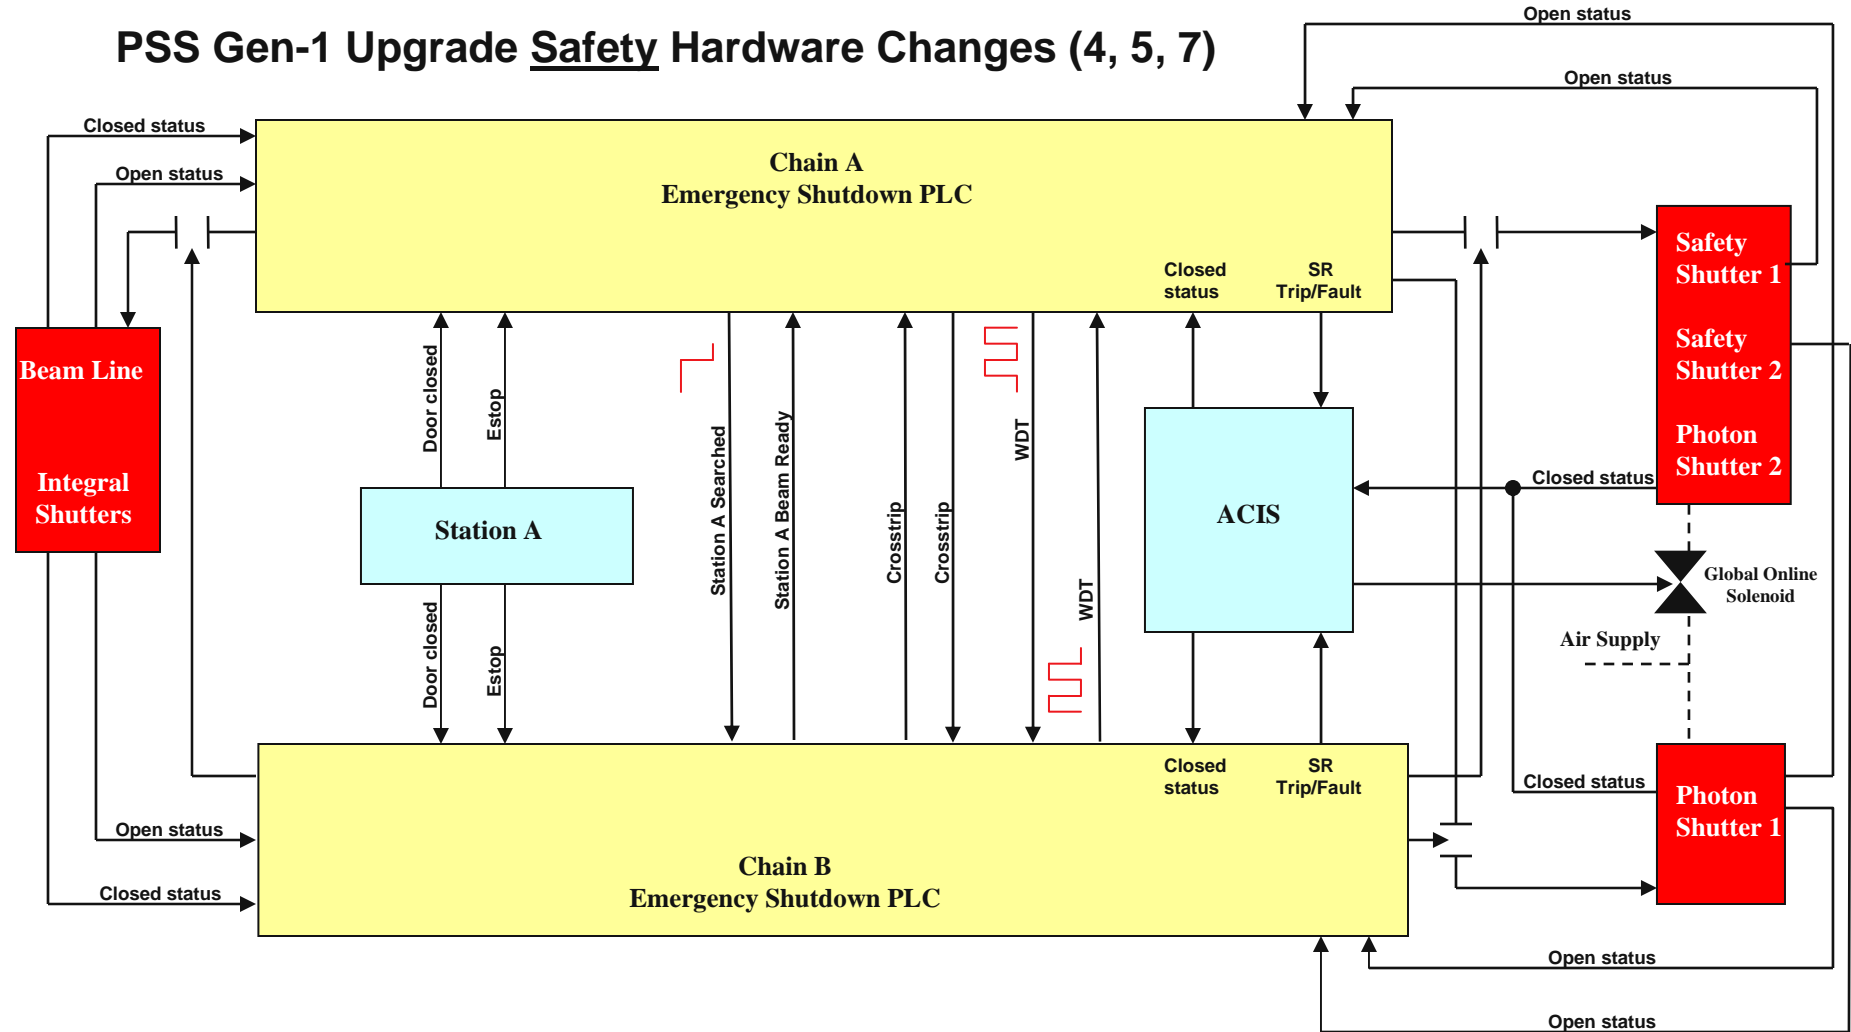 Open status
PSS Gen-1 Upgrade Safety Hardware Changes (4, 5, 7)
Open status
Closed status
Open status
Chain A
Emergency Shutdown PLC
Closed
status
SR
Trip/Fault
Safety
Shutter 1
Safety
Shutter 2
Photon
Shutter 2
Beam Line
Integral
Shutters
Door closed
Estop
Station A Searched
Station A Beam Ready
Crosstrip
Crosstrip
WDT
WDT
Station A
ACIS
Closed status
Global Online
Solenoid
Air Supply
Door closed
Estop
Closed
status
SR
Trip/Fault
Closed status
Photon
Shutter 1
Open status
Chain B
Emergency Shutdown PLC
Closed status
Open status
Open status